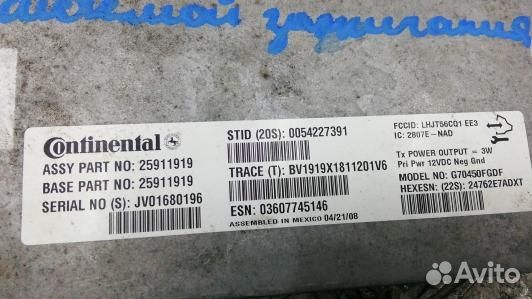 зажигания
Continental
ASSY PART NO: 25911919
BASE PART NO: 25911919
SERIAL NO (S): JV01680196
STID (20S): 0054227391
TRACE (T): BV1919X1811201V6
ESN: 03607745146
ASSEMBLED IN MEXICO 04/21/08
FCCID: LHJT56CQ1 EE3
IC: 2807E-NAD
Tx POWER OUTPUT = 3W
Pri Pwr 12VDC Neg Gnd
MODEL NO: G70450FGDF
HEXESN: (22S): 24762E7ADXT
Avito